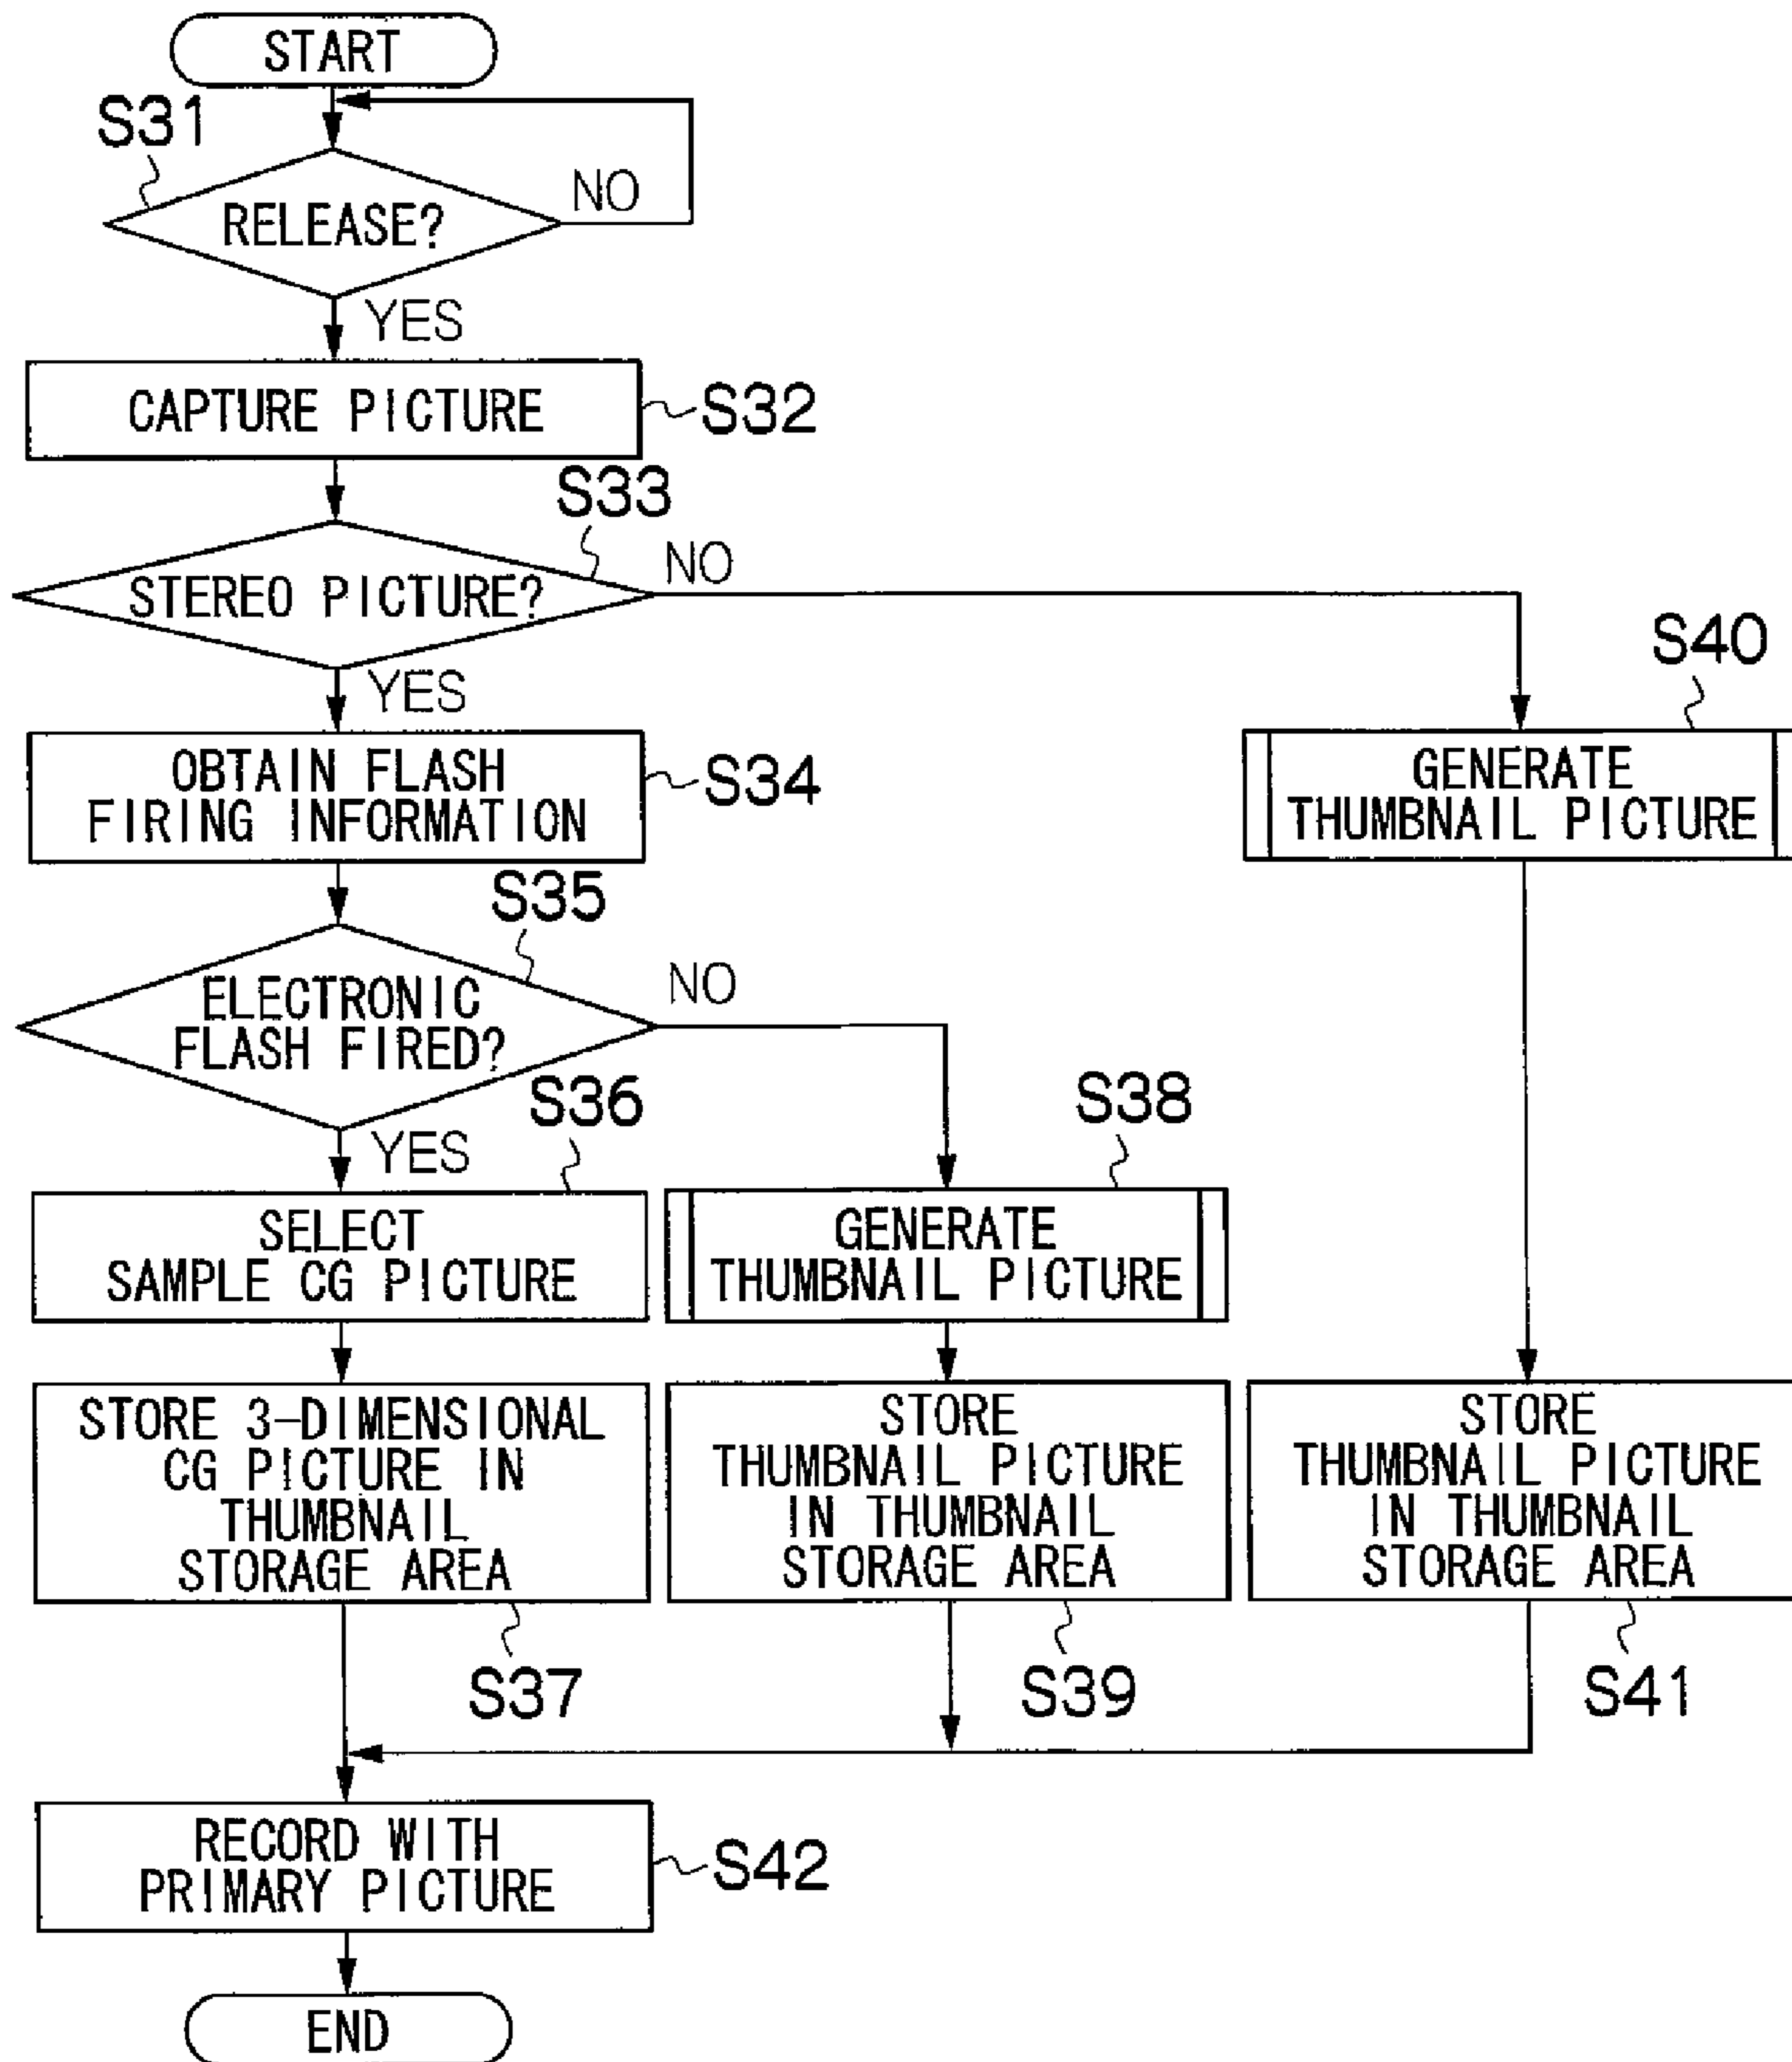 START
S31
RELEASE?
NO
YES
CAPTURE PICTURE
S32
S33
STEREO PICTURE?
NO
YES
S40
OBTAIN FLASH
FIRING INFORMATION
S34
GENERATE
THUMBNAIL PICTURE
S35
ELECTRONIC
FLASH FIRED?
NO
YES
S36
S38
SELECT
SAMPLE CG PICTURE
GENERATE
THUMBNAIL PICTURE
STORE 3-DIMENSIONAL
CG PICTURE IN
THUMBNAIL
STORAGE AREA
STORE
THUMBNAIL PICTURE
IN THUMBNAIL
STORAGE AREA
STORE
THUMBNAIL PICTURE
IN THUMBNAIL
STORAGE AREA
S37
S39
S41
RECORD WITH
PRIMARY PICTURE
S42
END